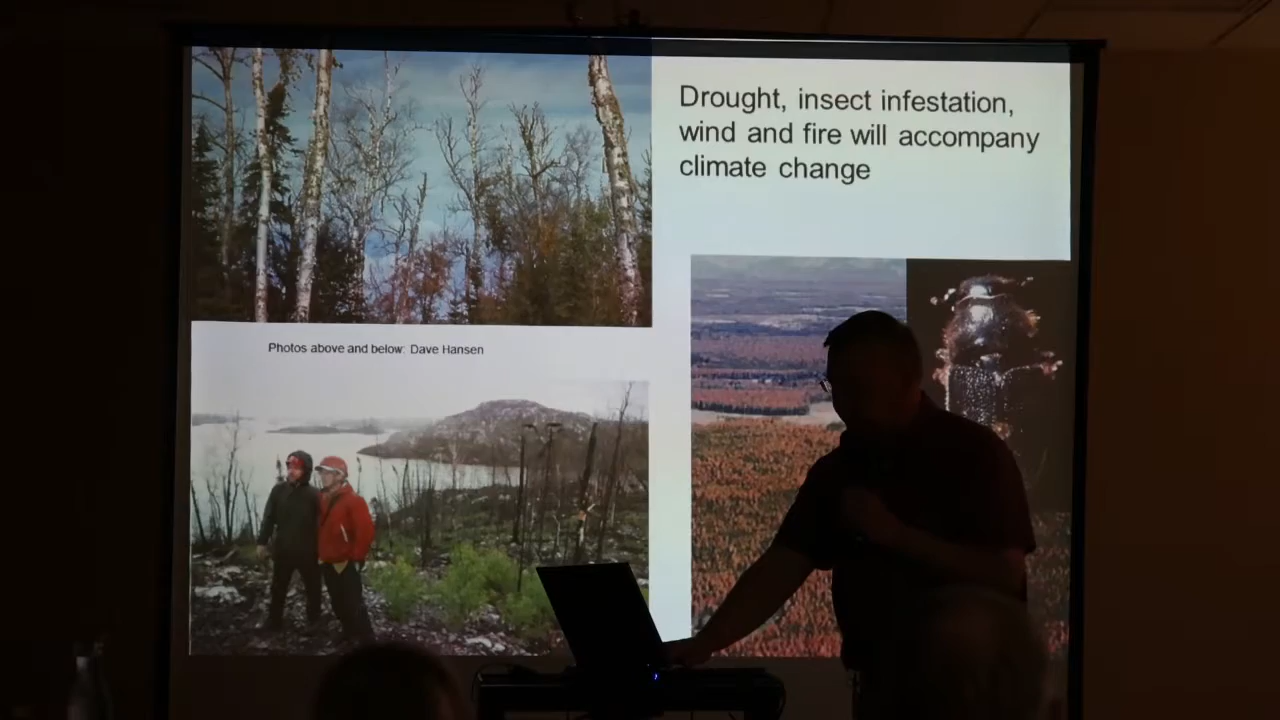 Drought, insect infestation,
wind and fire will accompany
climate change
Photos above and below: Dave Hansen